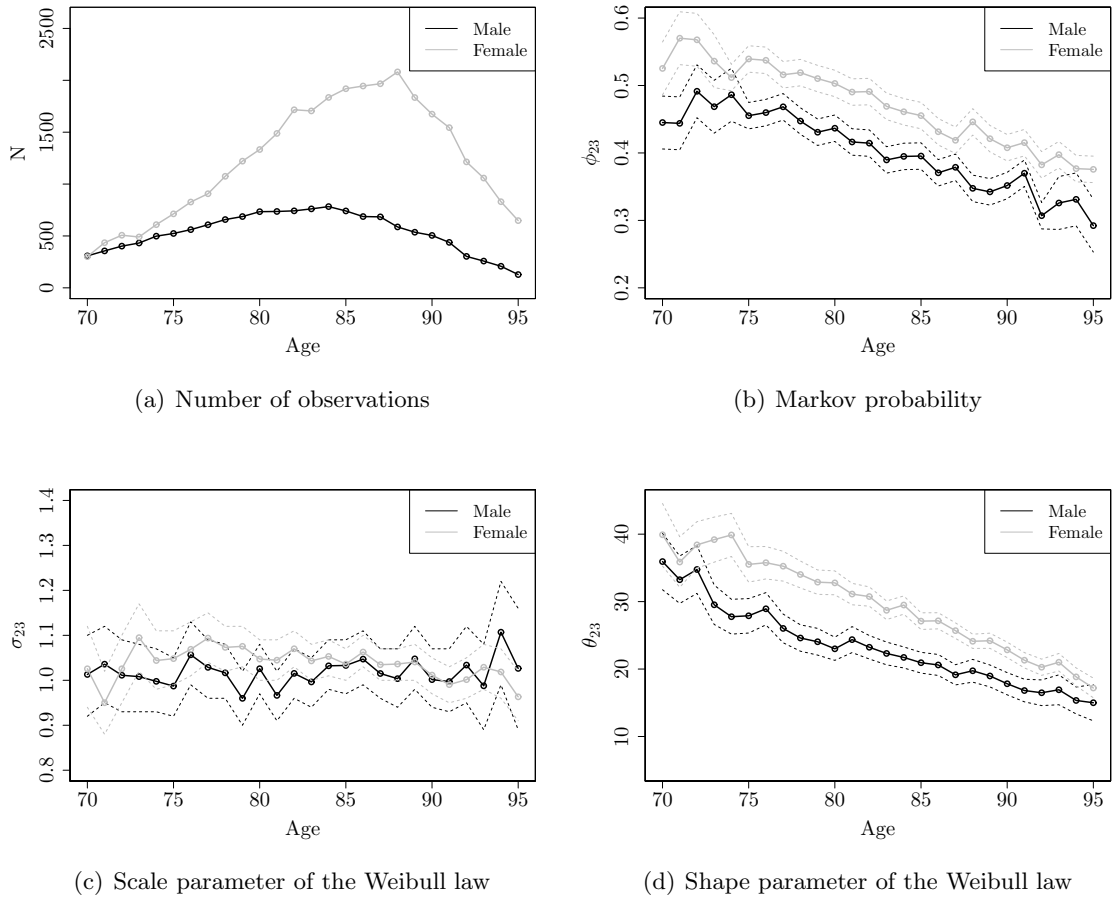 Male
Female
N
0
500
1500
2500
70 75 80 85 90 95
Age
(a) Number of observations
Male
Female
ϕ23
0.2
0.3
0.4
0.5
0.6
70 75 80 85 90 95
Age
(b) Markov probability
Male
Female
σ23
0.8
0.9
1.0
1.1
1.2
1.3
1.4
70 75 80 85 90 95
Age
(c) Scale parameter of the Weibull law
Male
Female
θ23
10
20
30
40
70 75 80 85 90 95
Age
(d) Shape parameter of the Weibull law